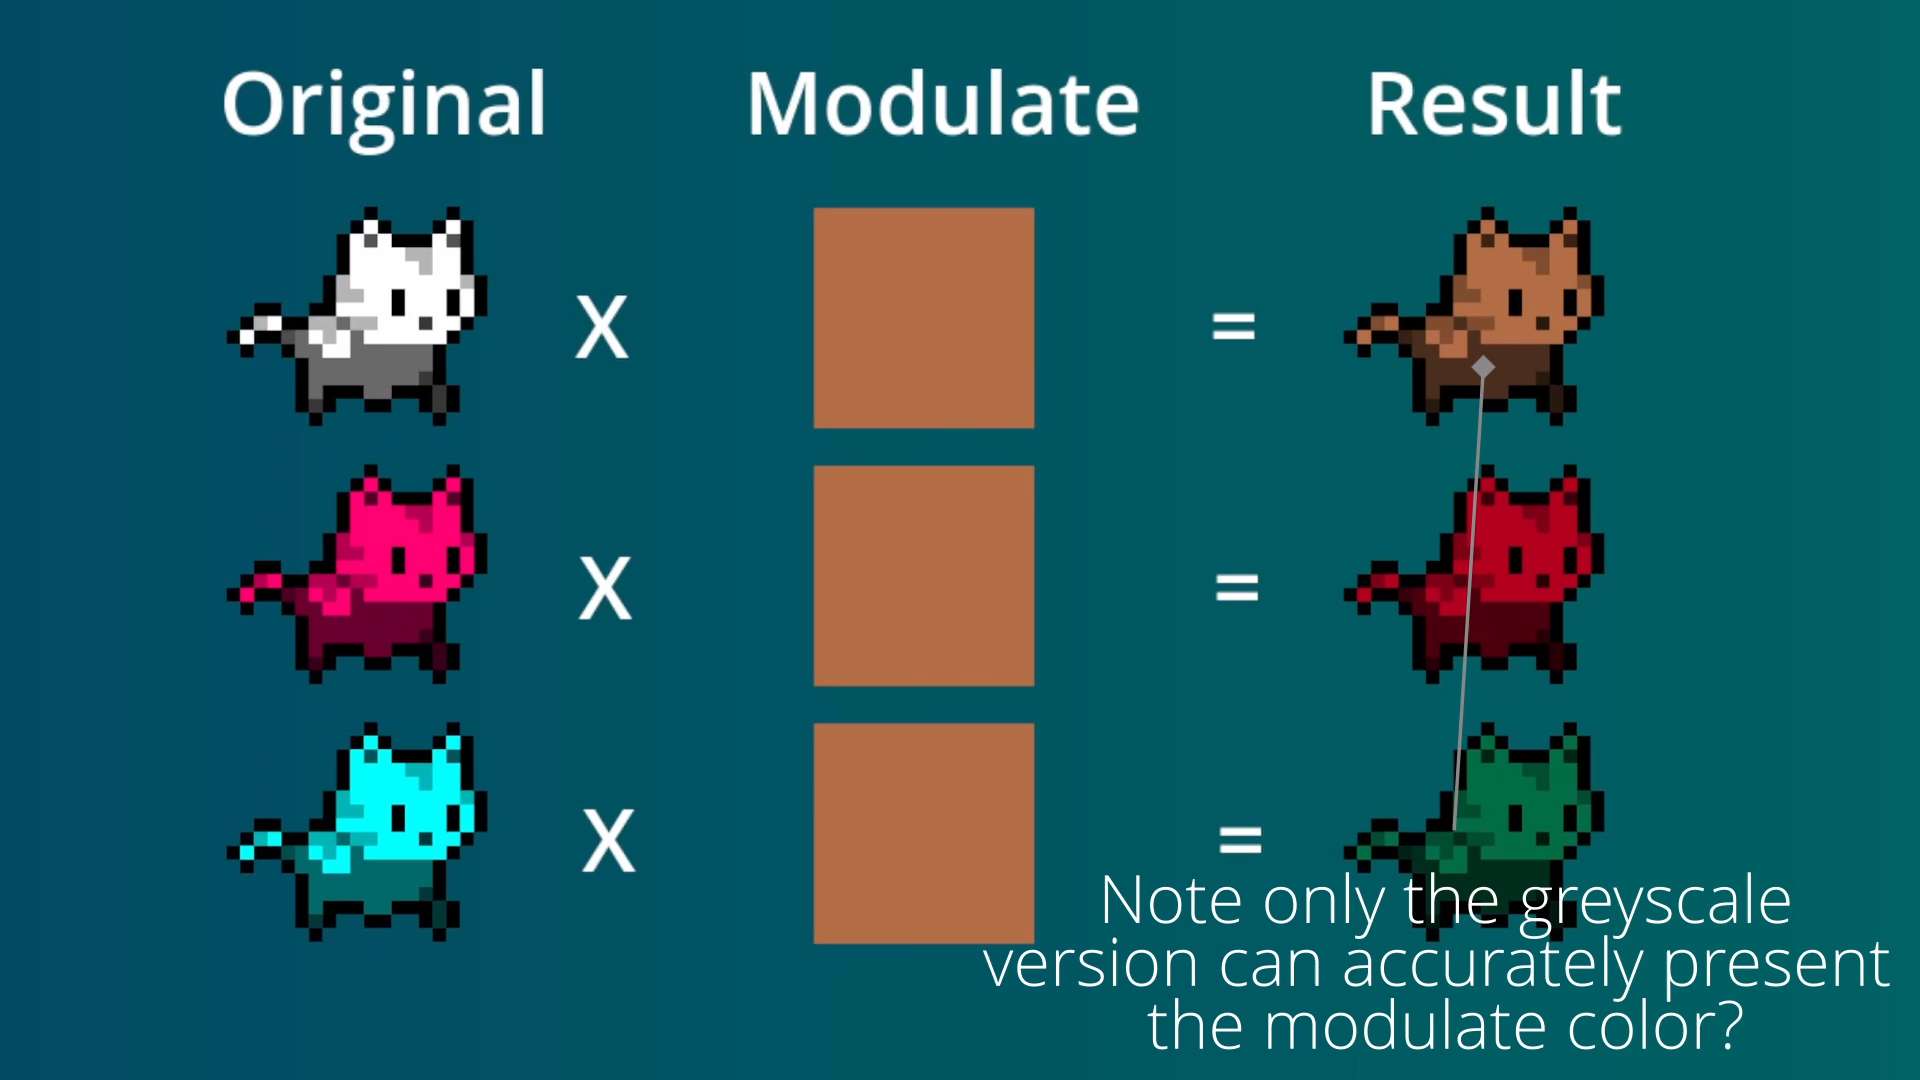 Original Modulate Result
X =
X =
X =
Note only the greyscale
version can accurately present
the modulate color?